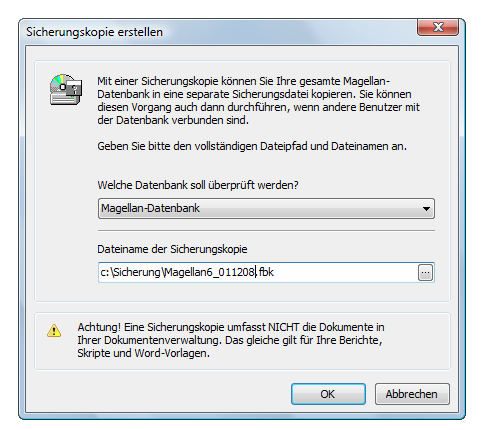 Sicherungskopie erstellen
Mit einer Sicherungskopie können Sie Ihre gesamte Magellan-
Datenbank in eine separate Sicherungsdatei kopieren. Sie können
diesen Vorgang auch dann durchführen, wenn andere Benutzer mit
der Datenbank verbunden sind.
Geben Sie bitte den vollständigen Dateipfad und Dateinamen an.
Welche Datenbank soll überprüft werden?
Magellan-Datenbank
Dateiname der Sicherungskopie
c:\Sicherung\Magellan6_011208.fbk
...
Achtung! Eine Sicherungskopie umfasst NICHT die Dokumente in
Ihrer Dokumentenverwaltung. Das gleiche gilt für Ihre Berichte,
Skripte und Word-Vorlagen.
OK
Abbrechen